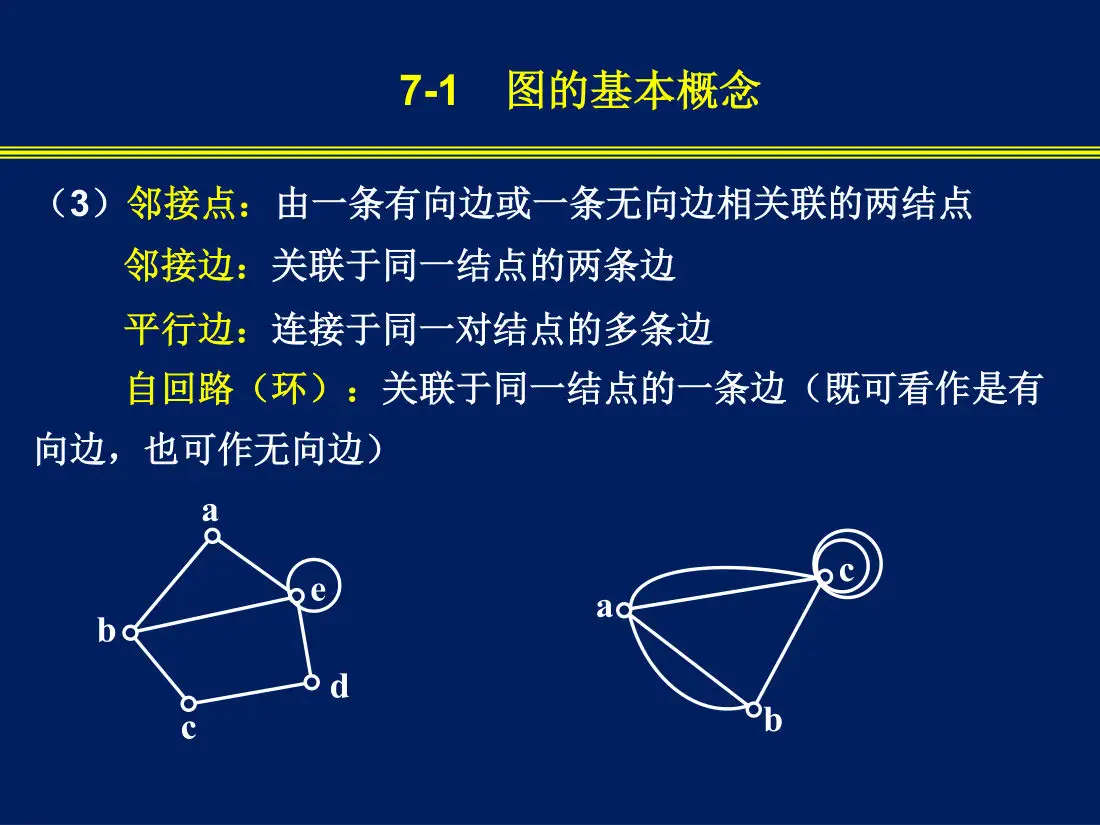 7-1 图的基本概念
（3）邻接点：由一条有向边或一条无向边相关联的两结点
邻接边：关联于同一结点的两条边
平行边：连接于同一对结点的多条边
自回路（环）：关联于同一结点的一条边（既可看作是有
向边，也可作无向边）
a
e
b
d
c
c
a
b